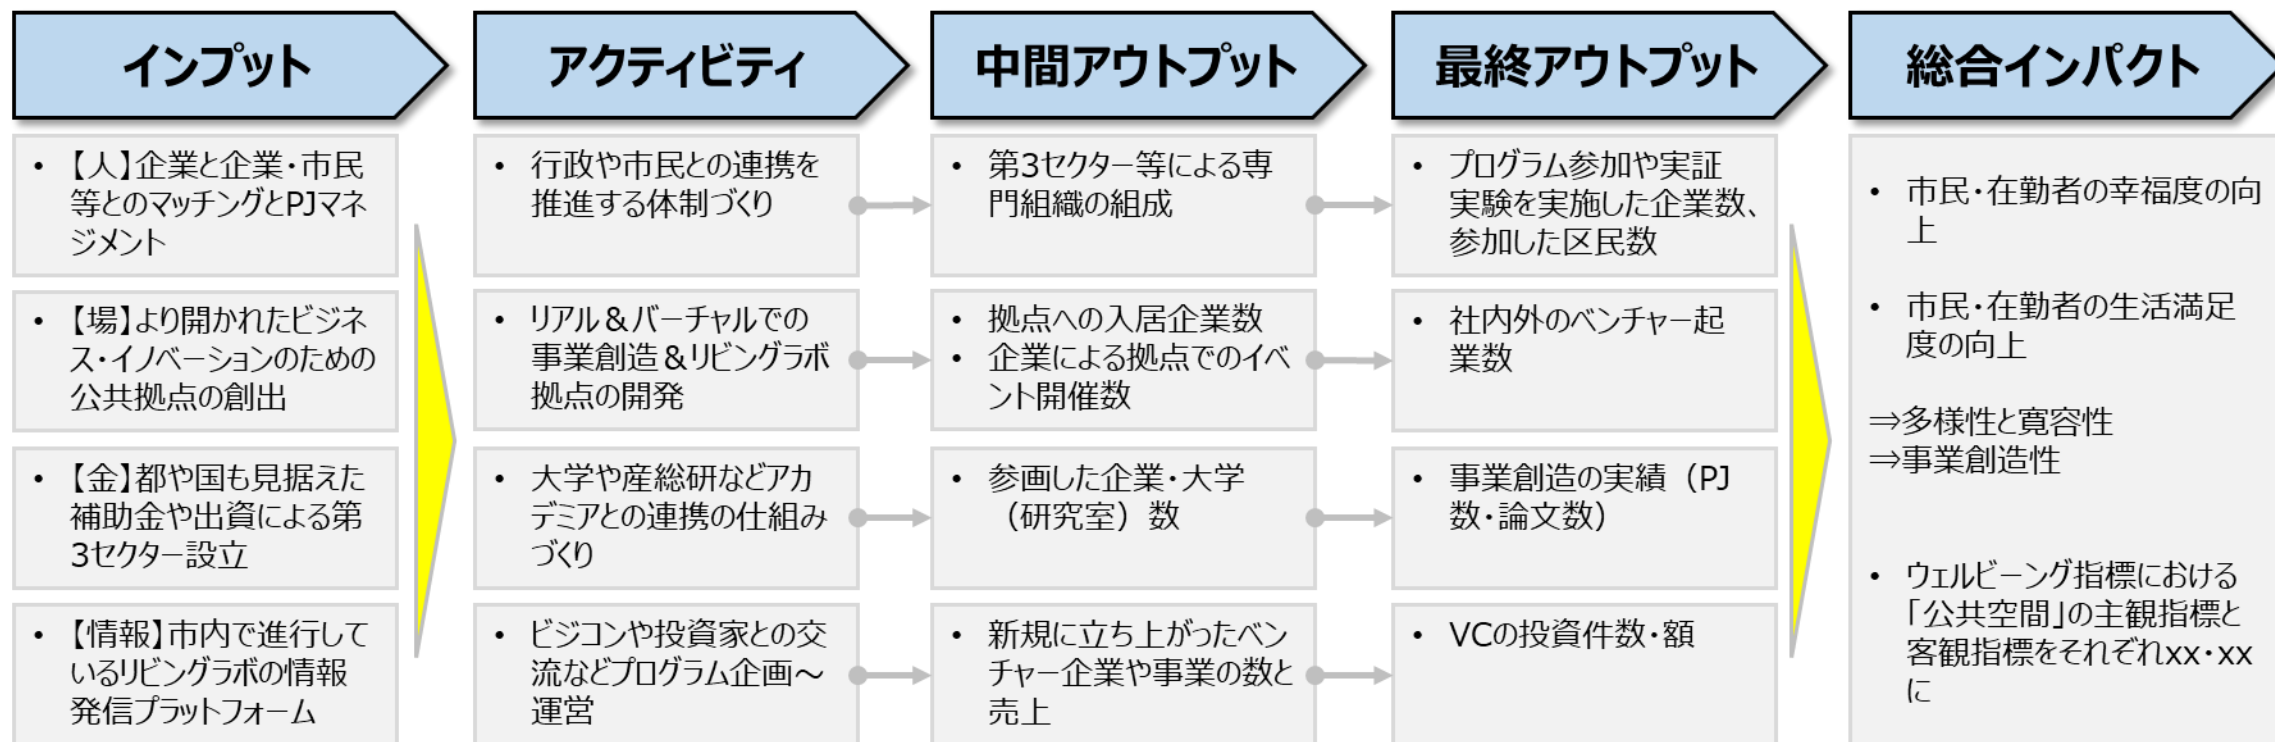 インプット
アクティビティ
中間アウトプット
最終アウトプット
総合インパクト
• 【人】企業と企業・市民
等とのマッチングとPJマネ
ジメント
• 【場】より開かれたビジネ
ス・イノベーションのための
公共拠点の創出
• 【金】都や国も見据えた
補助金や出資による第
3セクター設立
• 【情報】市内で進行して
いるリビングラボの情報
発信プラットフォーム
• 行政や市民との連携を
推進する体制づくり
• リアル＆バーチャルでの
事業創造＆リビングラボ
拠点の開発
• 大学や産総研などアカ
デミアとの連携の仕組み
づくり
• ビジコンや投資家との交
流などプログラム企画～
運営
• 第3セクター等による専
門組織の組成
• 拠点への入居企業数
• 企業による拠点でのイベ
ント開催数
• 参画した企業・大学
（研究室）数
• 新規に立ち上がったベン
チャー企業や事業の数と
売上
• プログラム参加や実証
実験を実施した企業数、
参加した区民数
• 社内外のベンチャー起
業数
• 事業創造の実績（PJ
数・論文数）
• VCの投資件数・額
• 市民・在勤者の幸福度の向
上
• 市民・在勤者の生活満足
度の向上
⇒多様性と寛容性
⇒事業創造性
• ウェルビーング指標における
「公共空間」の主観指標と
客観指標をそれぞれxx・xx
に